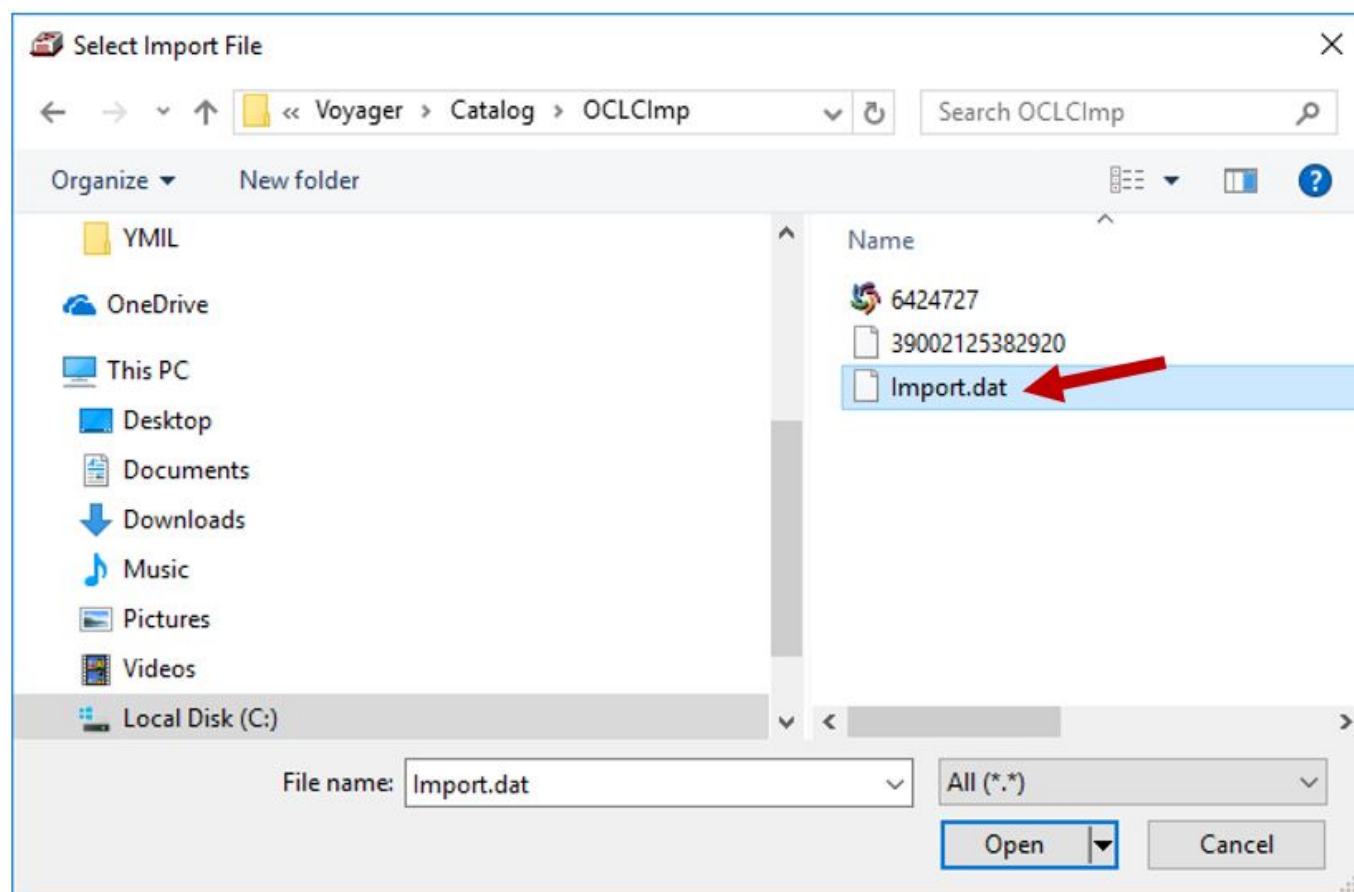 Select Import File
« Voyager > Catalog > OCLCImp
Search OCLCImp
Organize
New folder
YMIL
OneDrive
This PC
Desktop
Documents
Downloads
Music
Pictures
Videos
Local Disk (C:)
Name
6424727
39002125382920
Import.dat
File name: Import.dat
All (*.*)
Open
Cancel